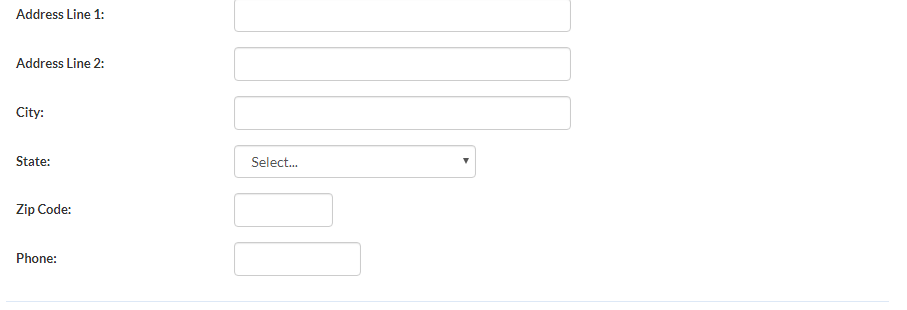 Address Line 1:
Address Line 2:
City:
State: Select...
Zip Code:
Phone: